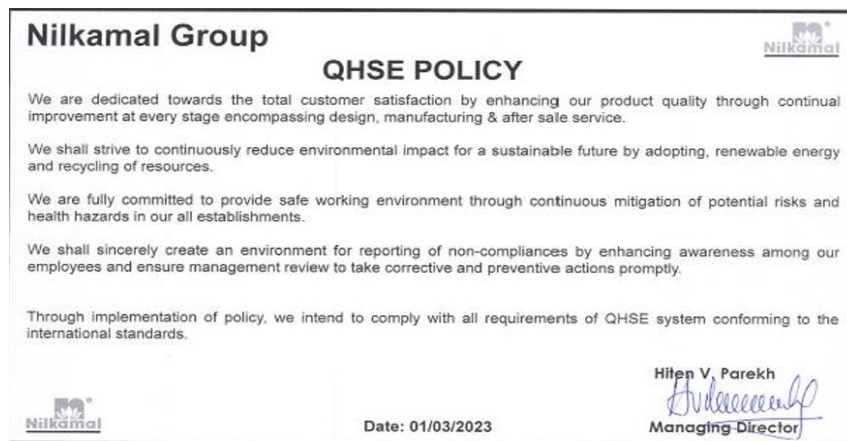 Nilkamal Group
Nilkamal
QHSE POLICY
We are dedicated towards the total customer satisfaction by enhancing our product quality through continual
improvement at every stage encompassing design, manufacturing & after sale service.
We shall strive to continuously reduce environmental impact for a sustainable future by adopting, renewable energy
and recycling of resources.
We are fully committed to provide safe working environment through continuous mitigation of potential risks and
health hazards in our all establishments.
We shall sincerely create an environment for reporting of non-compliances by enhancing awareness among our
employees and ensure management review to take corrective and preventive actions promptly.
Through implementation of policy, we intend to comply with all requirements of QHSE system conforming to the
international standards.
Hiten V. Parekh
Nilkamal
Date: 01/03/2023
Managing Director